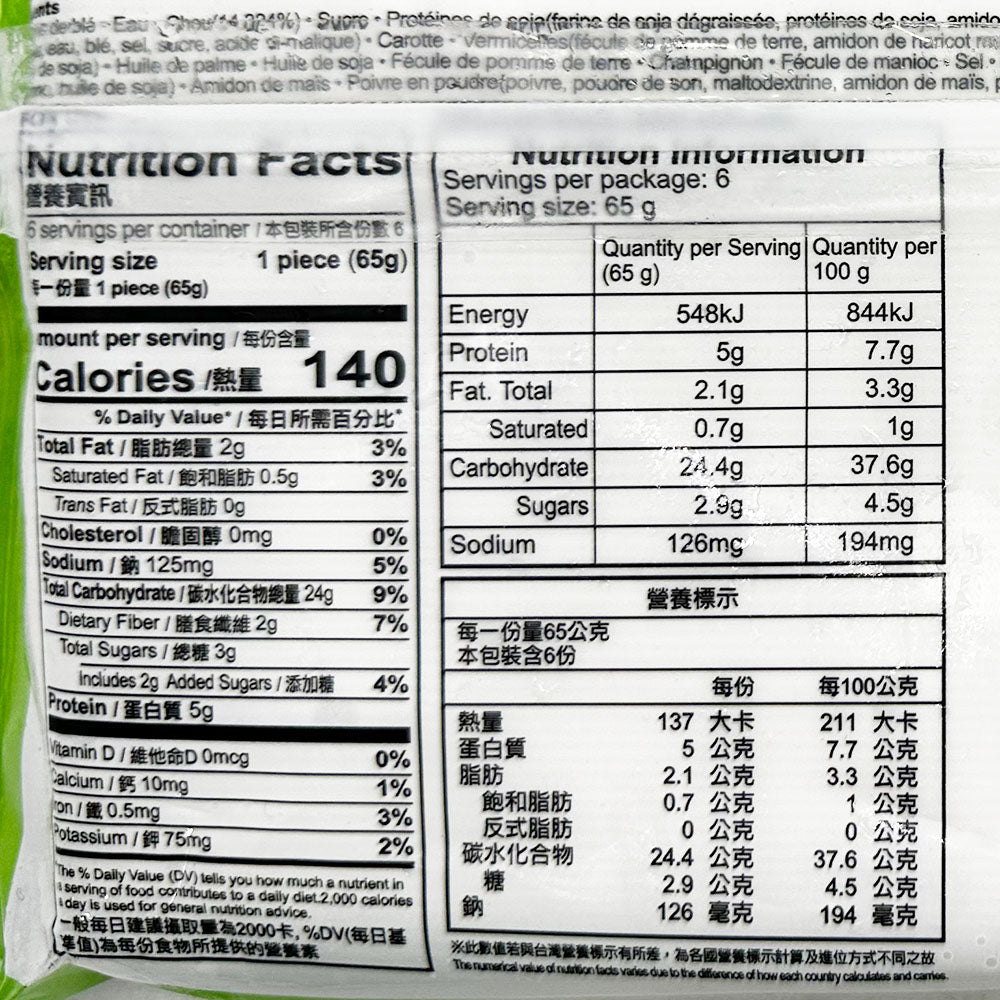 de blé • Eau • Chou(14.024%) • Sucre • Protéines de soja(farine de soja dégraissée, protéines de soja, amido
eau, blé, sel, sucre, acide dl-malique) • Carotte • Vermicelles(fécule de pomme de terre, amidon de haricot
de soja) • Huile de palme • Huile de soja • Fécule de pomme de terre • Champignon • Fécule de manioc • Sel •
huile de soja) • Amidon de maïs • Poivre en poudre(poivre, poudre de son, maltodextrine, amidon de maïs, p
Nutrition Facts
營養資訊
6 servings per container / 本包裝所含份數 6
Serving size 1 piece (65g)
每一份量 1 piece (65g)
mount per serving / 每份含量
Calories /熱量 140
% Daily Value* / 每日所需百分比*
Total Fat / 脂肪總量 2g 3%
Saturated Fat / 飽和脂肪 0.5g 3%
Trans Fat / 反式脂肪 0g
Cholesterol / 膽固醇 0mg 0%
Sodium / 鈉 125mg 5%
Total Carbohydrate / 碳水化合物總量 24g 9%
Dietary Fiber / 膳食纖維 2g 7%
Total Sugars / 總糖 3g
Includes 2g Added Sugars / 添加糖 4%
Protein / 蛋白質 5g
Vitamin D / 維他命D 0mcg 0%
Calcium / 鈣 10mg 1%
ron / 鐵 0.5mg 3%
Potassium / 鉀 75mg 2%
The % Daily Value (DV) tells you how much a nutrient in
a serving of food contributes to a daily diet.2,000 calories
a day is used for general nutrition advice.
一般每日建議攝取量為2000卡, %DV(每日基
準值)為每份食物所提供的營養素
Nutrition Information
Servings per package: 6
Serving size: 65 g
Quantity per Serving (65 g) Quantity per 100 g
Energy 548kJ 844kJ
Protein 5g 7.7g
Fat. Total 2.1g 3.3g
Saturated 0.7g 1g
Carbohydrate 24.4g 37.6g
Sugars 2.9g 4.5g
Sodium 126mg 194mg
營養標示
每一份量65公克
本包裝含6份
每份 每100公克
熱量 137 大卡 211 大卡
蛋白質 5 公克 7.7 公克
脂肪 2.1 公克 3.3 公克
飽和脂肪 0.7 公克 1 公克
反式脂肪 0 公克 0 公克
碳水化合物 24.4 公克 37.6 公克
糖 2.9 公克 4.5 公克
鈉 126 毫克 194 毫克
※此數值若與台灣營養標示有所差，為各國營養標示計算及進位方式不同之故
The numerical value of nutrition facts varies due to the difference of how each country calculates and carries.